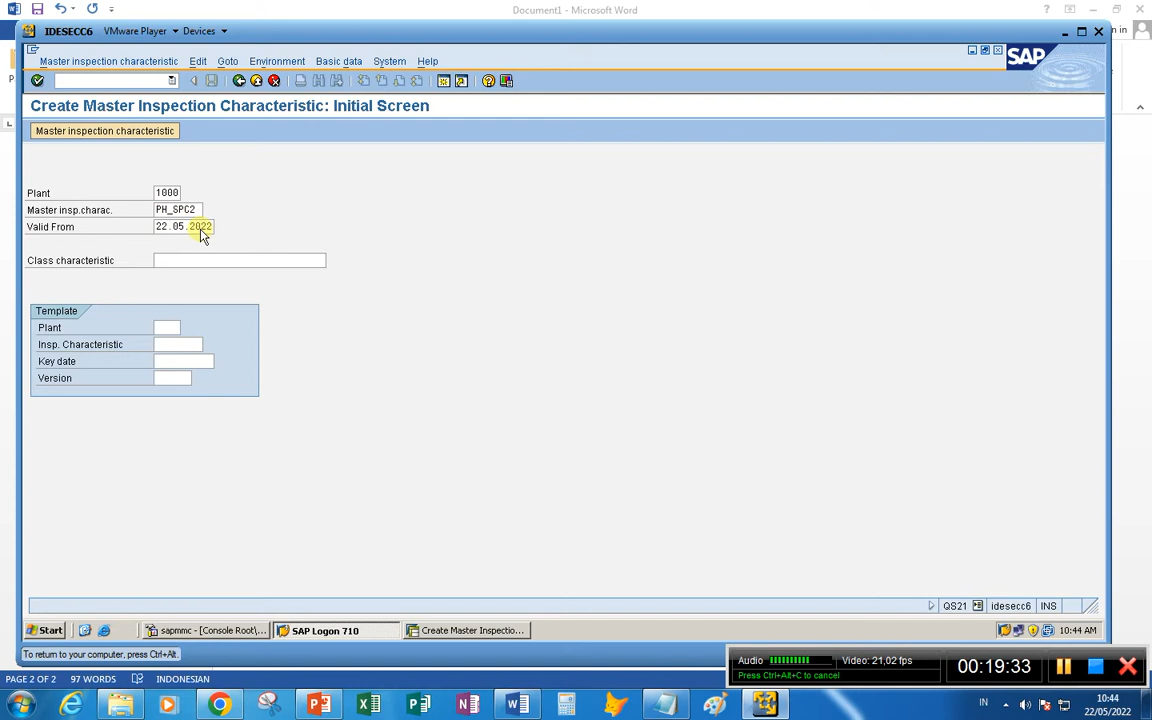 Document1 - Microsoft Word
IDESECC6 VMware Player Devices
Master inspection characteristic Edit Goto Environment Basic data System Help
SAP
Create Master Inspection Characteristic: Initial Screen
Master inspection characteristic
Plant 1000
Master insp.charac. PH_SPC2
Valid From 22.05.2022
Class characteristic
Template
Plant
Insp. Characteristic
Key date
Version
QS21 idesecc6 INS
Start sapmmc - [Console Root\... SAP Logon 710 Create Master Inspectio... 10:44 AM
To return to your computer, press Ctrl+Alt.
Audio Video: 21,02 fps
Press Ctrl+Alt+C to cancel
00:19:33
PAGE 2 OF 2 97 WORDS INDONESIAN
IN 10:44
22/05/2022